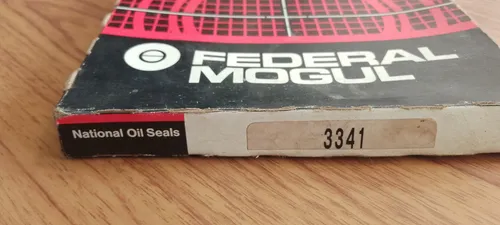 FEDERAL
MOGUL
National Oil Seals
3341